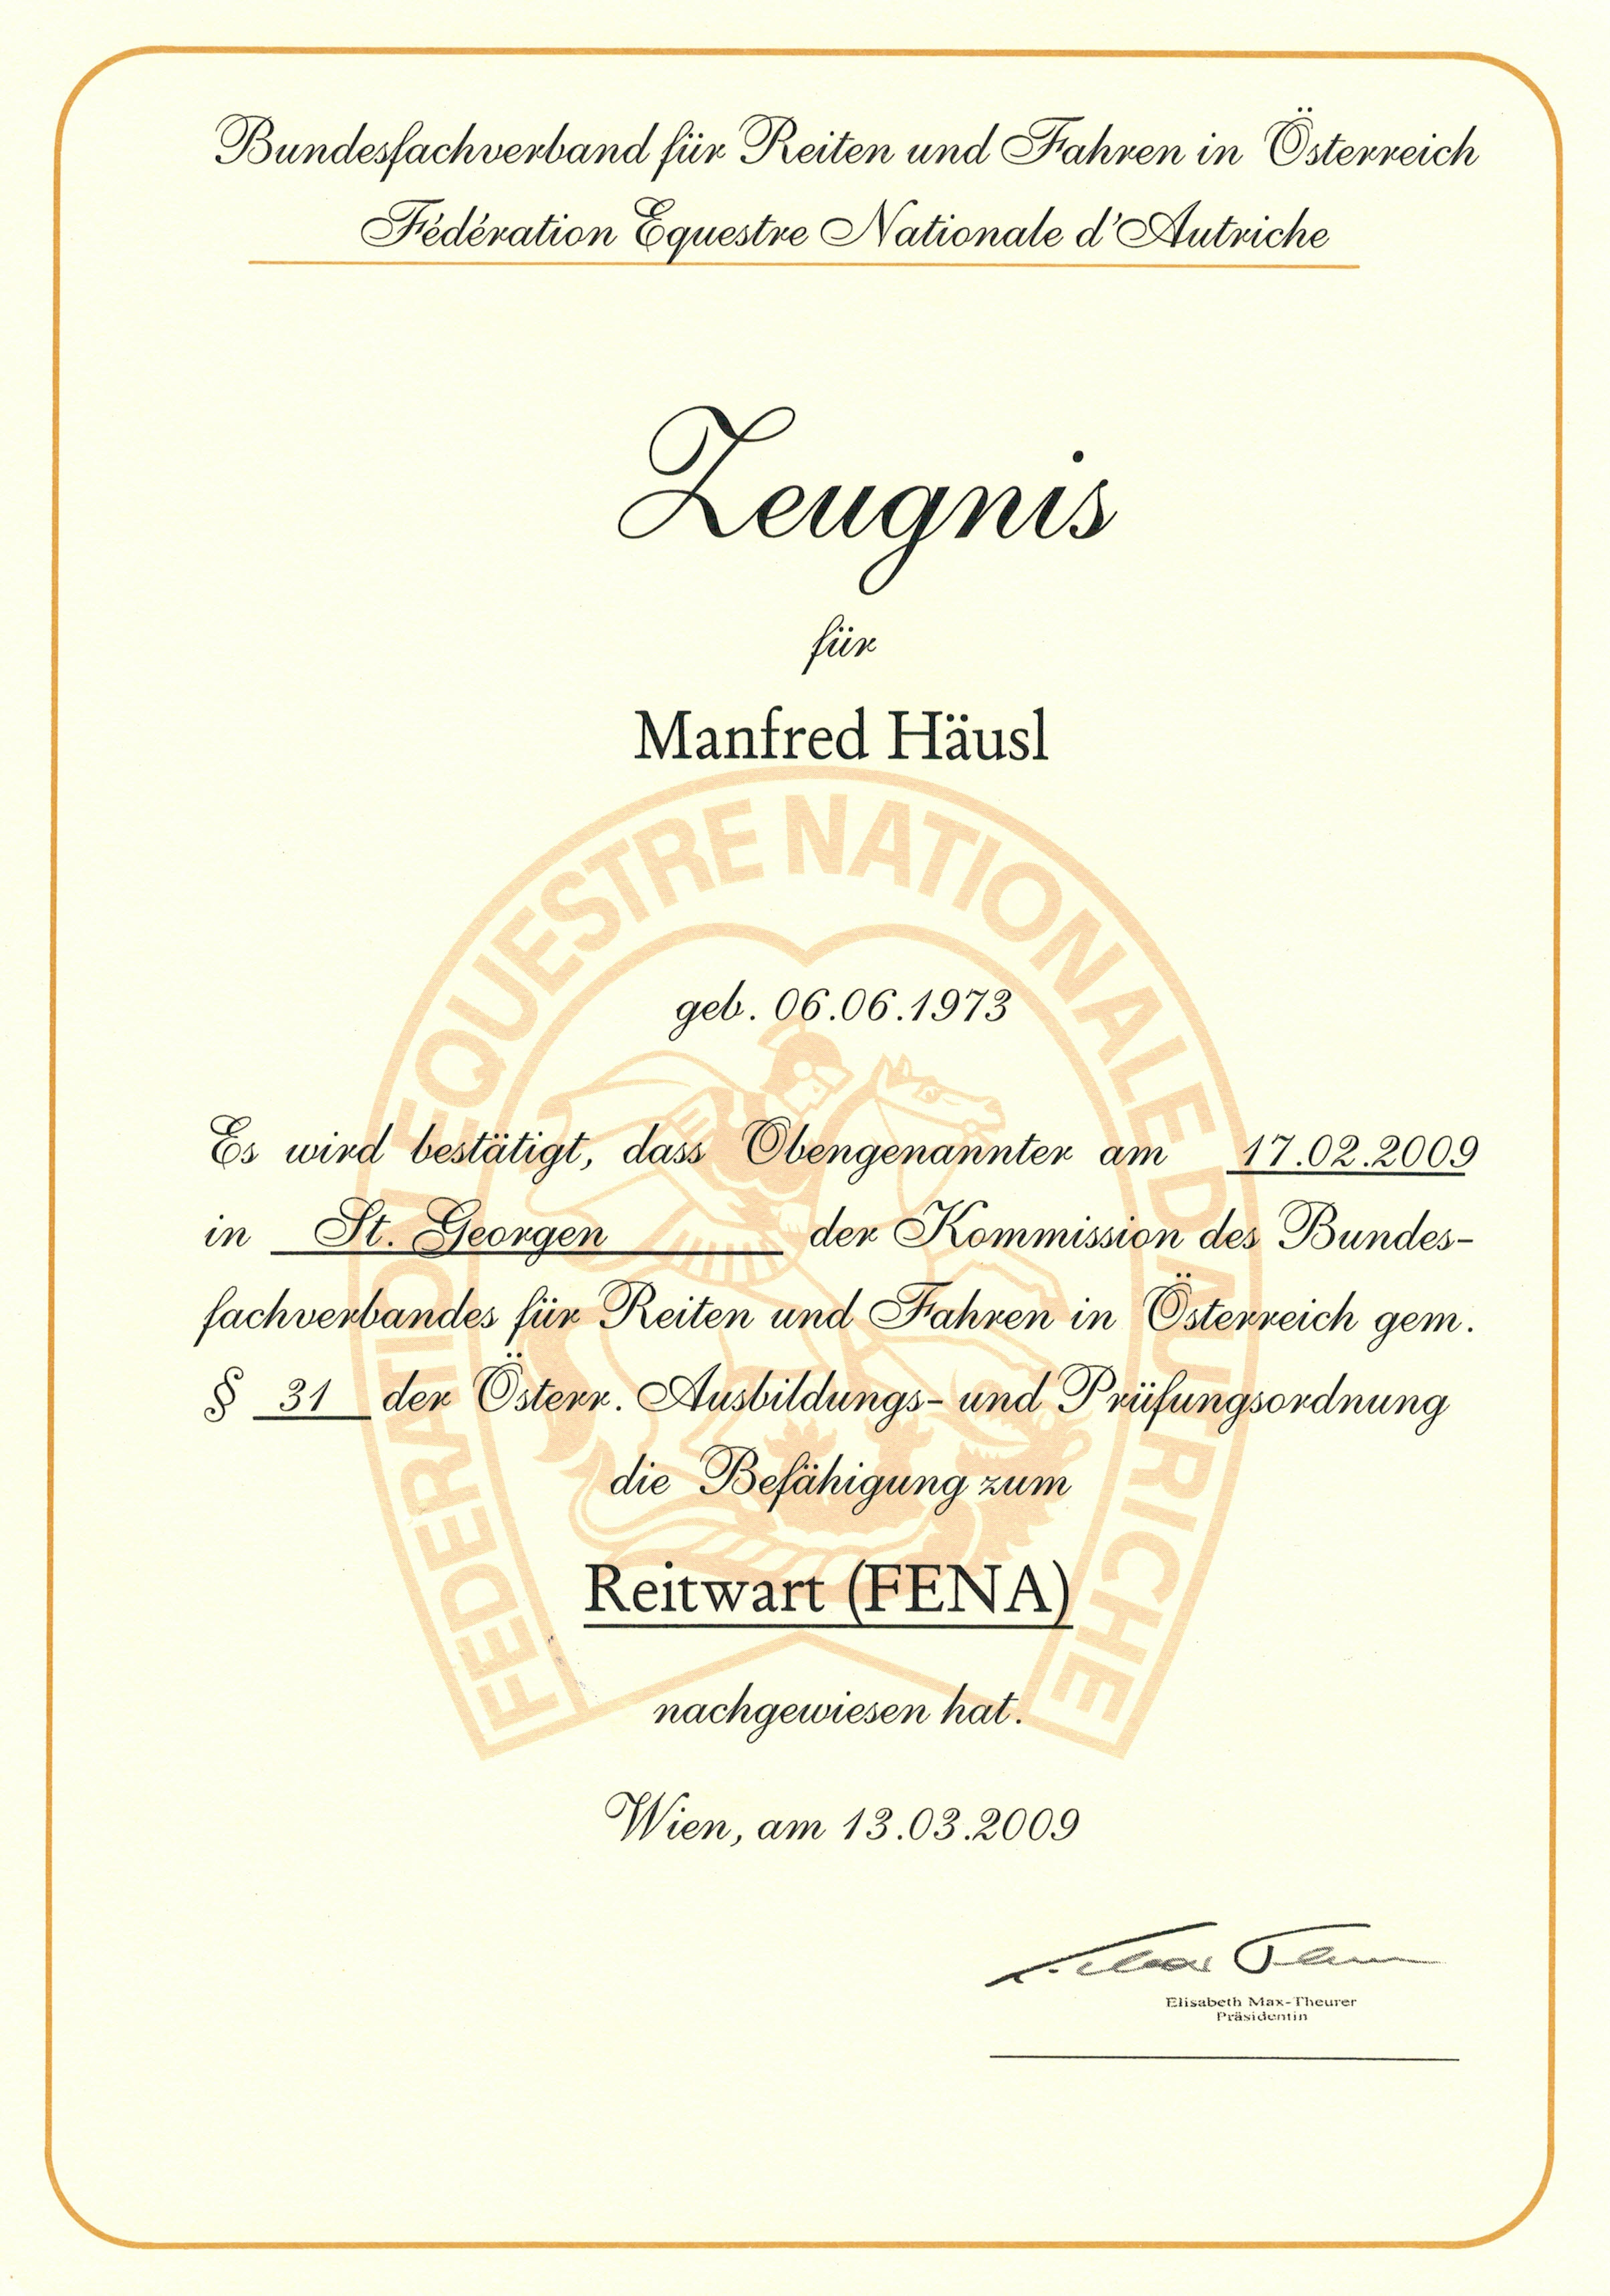 Bundesfachverband für Reiten und Fahren in Österreich
Fédération Equestre Nationale d'Autriche
Zeugnis
für
Manfred Häusl
FEDERATION EQUESTRE NATIONALE D'AUTRICHE
geb. 06.06.1973
Es wird bestätigt, dass Obengenannter am 17.02.2009
in St. Georgen der Kommission des Bundes-
fachverbandes für Reiten und Fahren in Österreich gem.
§ 31 der Österr. Ausbildungs- und Prüfungsordnung
die Befähigung zum
Reitwart (FENA)
nachgewiesen hat.
Wien, am 13.03.2009
Elisabeth Max-Theurer
Präsidentin